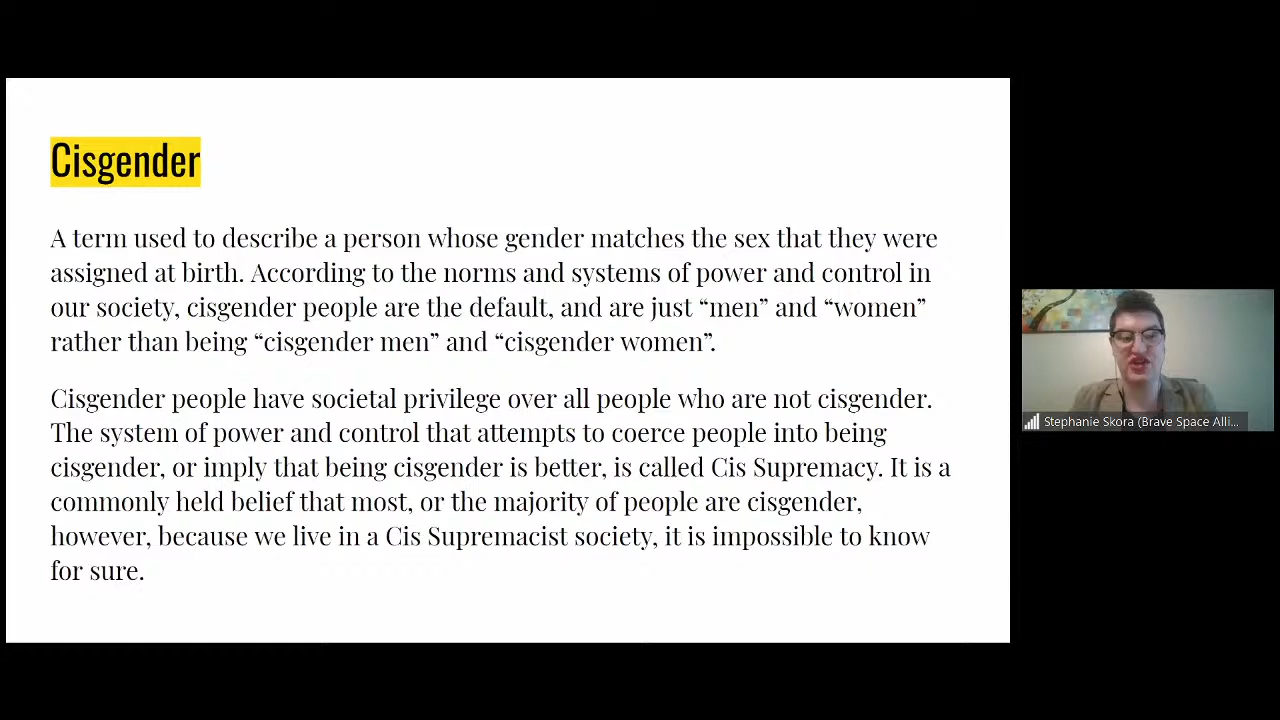 Cisgender
A term used to describe a person whose gender matches the sex that they were
assigned at birth. According to the norms and systems of power and control in
our society, cisgender people are the default, and are just “men” and “women”
rather than being “cisgender men” and “cisgender women”.
Cisgender people have societal privilege over all people who are not cisgender.
The system of power and control that attempts to coerce people into being
cisgender, or imply that being cisgender is better, is called Cis Supremacy. It is a
commonly held belief that most, or the majority of people are cisgender,
however, because we live in a Cis Supremacist society, it is impossible to know
for sure.
Stephanie Skora (Brave Space Alli...